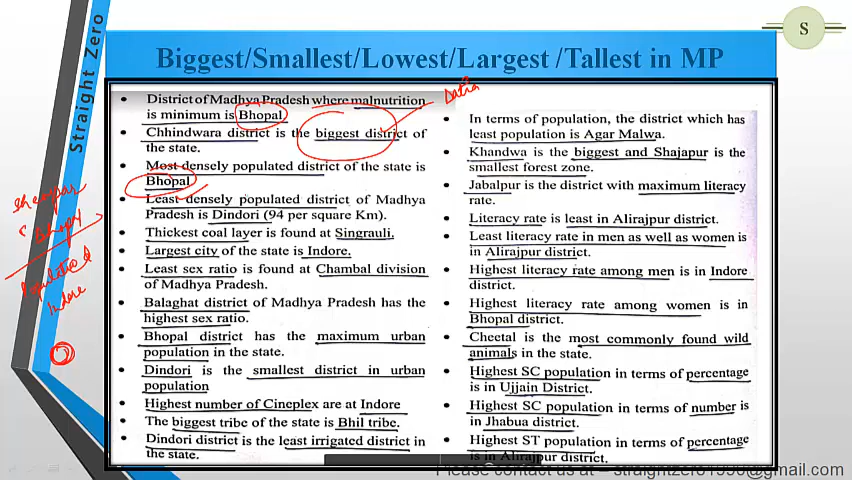 Straight Zero
S
Biggest/Smallest/Lowest/Largest /Tallest in MP
• District of Madhya Pradesh where malnutrition
is minimum is Bhopal.
• Chhindwara district is the biggest district of
the state.
• Most densely populated district of the state is
Bhopal
• Least densely populated district of Madhya
Pradesh is Dindori (94 per square Km).
• Thickest coal layer is found at Singrauli.
• Largest city of the state is Indore.
• Least sex ratio is found at Chambal division
of Madhya Pradesh.
• Balaghat district of Madhya Pradesh has the
highest sex ratio.
• Bhopal district has the maximum urban
population in the state.
• Dindori is the smallest district in urban
population
• Highest number of Cineplex are at Indore
• The biggest tribe of the state is Bhil tribe.
• Dindori district is the least irrigated district in
the state.
Datia
• In terms of population, the district which has
least population is Agar Malwa.
• Khandwa is the biggest and Shajapur is the
smallest forest zone.
• Jabalpur is the district with maximum literacy
rate.
• Literacy rate is least in Alirajpur district.
• Least literacy rate in men as well as women is
in Alirajpur district.
• Highest literacy rate among men is in Indore
district.
• Highest literacy rate among women is in
Bhopal district.
• Cheetal is the most commonly found wild
animals in the state.
• Highest SC population in terms of percentage
is in Ujjain District.
• Highest SC population in terms of number is
in Jhabua district.
• Highest ST population in terms of percentage
is in Alirajpur district.
Indore
Please contact us at – straightzero1990@gmail.com